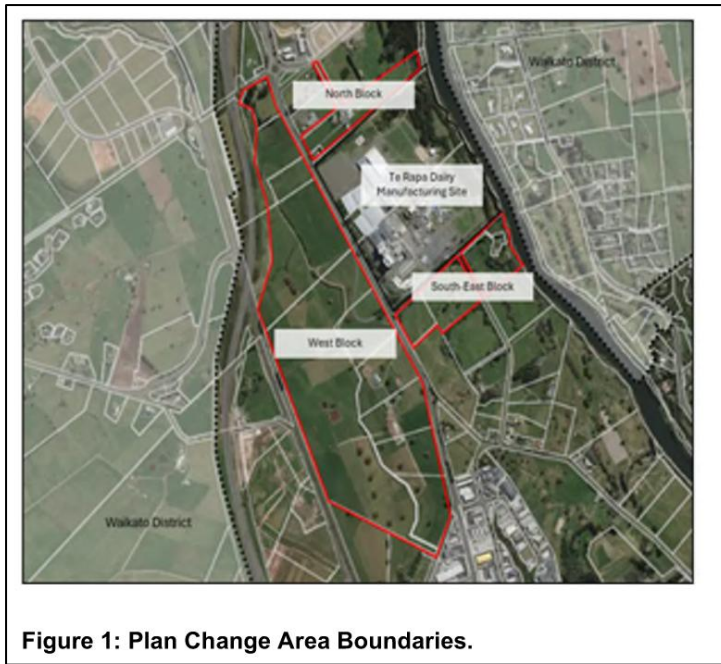 Waikato District
North Block
Te Rapa Dairy
Manufacturing Site
South-East Block
West Block
Waikato District
Figure 1: Plan Change Area Boundaries.